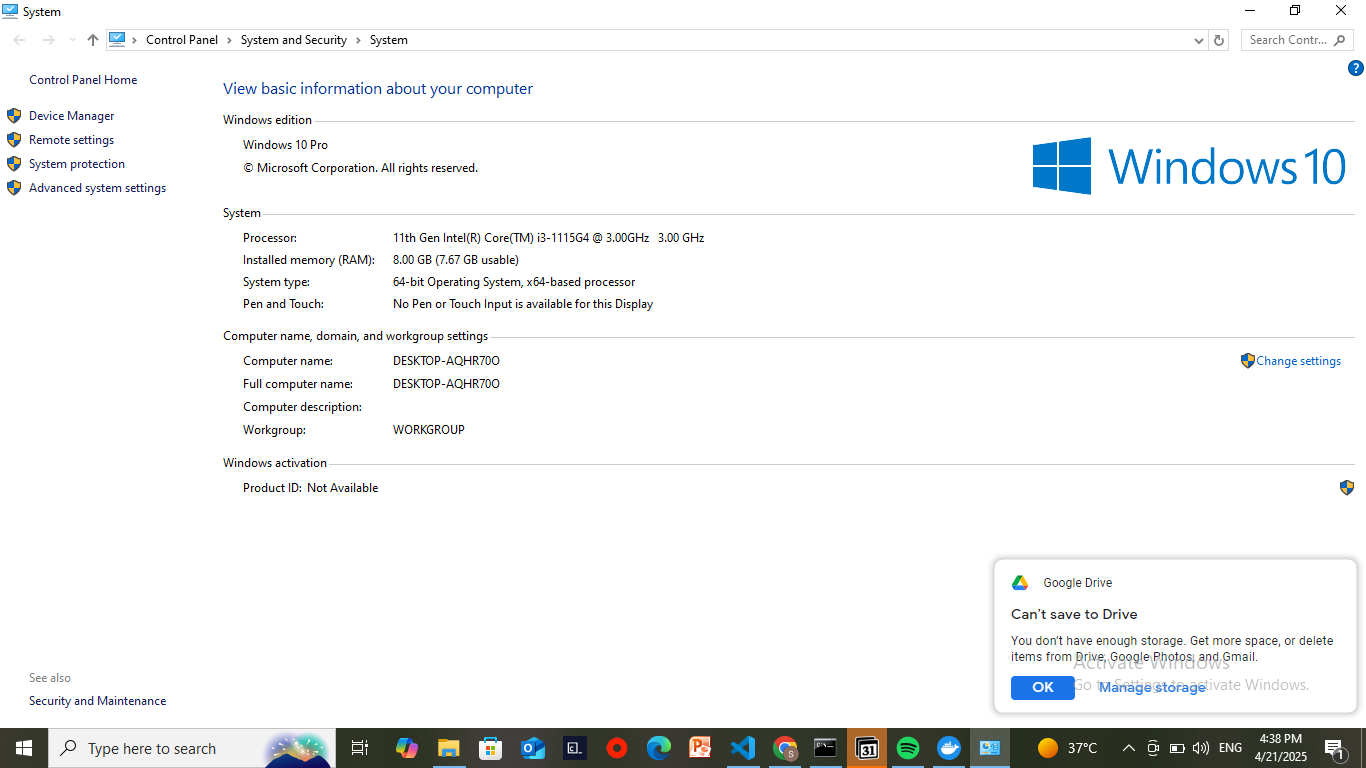 System
Control Panel > System and Security > System
Search Contr...
Control Panel Home
Device Manager
Remote settings
System protection
Advanced system settings
View basic information about your computer
Windows edition
Windows 10 Pro
© Microsoft Corporation. All rights reserved.
Windows 10
System
Processor: 11th Gen Intel(R) Core(TM) i3-1115G4 @ 3.00GHz 3.00 GHz
Installed memory (RAM): 8.00 GB (7.67 GB usable)
System type: 64-bit Operating System, x64-based processor
Pen and Touch: No Pen or Touch Input is available for this Display
Computer name, domain, and workgroup settings
Computer name: DESKTOP-AQHR70O
Change settings
Full computer name: DESKTOP-AQHR70O
Computer description:
Workgroup: WORKGROUP
Windows activation
Product ID: Not Available
Google Drive
Can't save to Drive
You don't have enough storage. Get more space, or delete
items from Drive, Google Photos, and Gmail.
Activate Windows
Go to Settings to activate Windows.
OK Manage storage
See also
Security and Maintenance
Type here to search
31
S
37°C
ENG
4:38 PM
4/21/2025
1